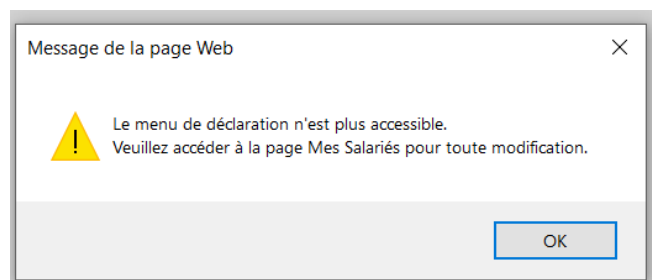 Message de la page Web
Le menu de déclaration n'est plus accessible.
Veuillez accéder à la page Mes Salariés pour toute modification.
OK